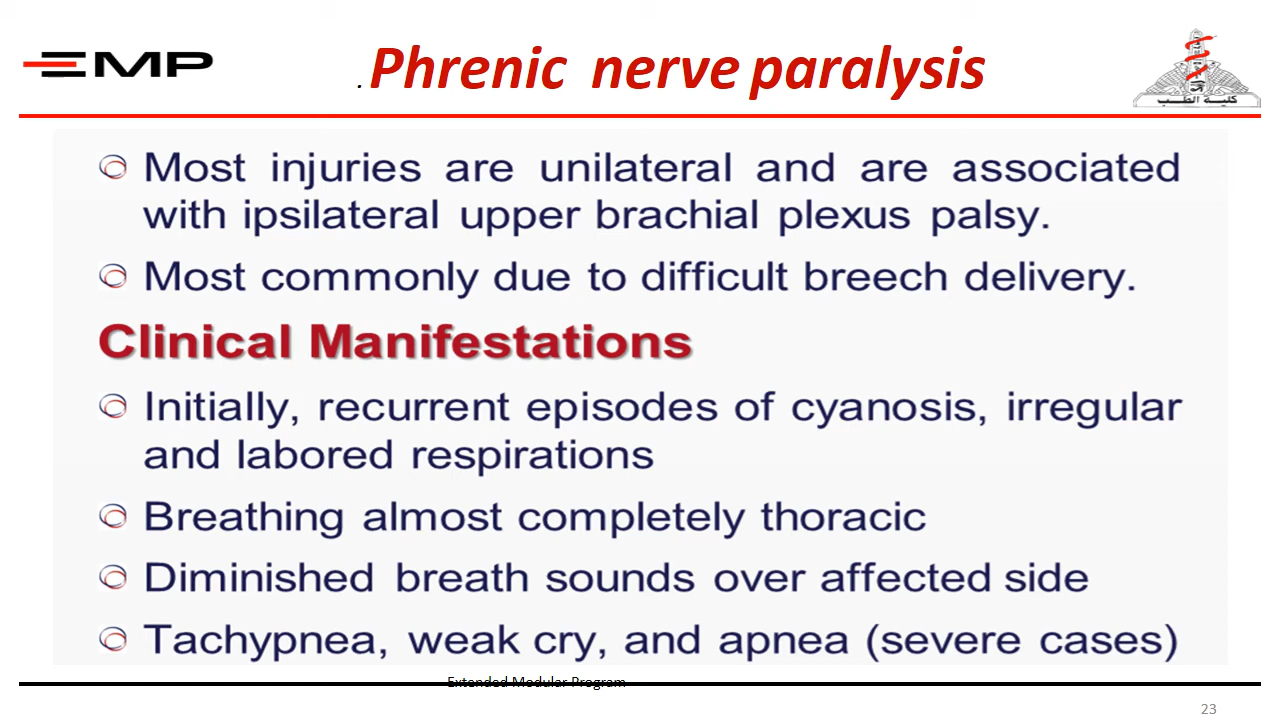 EMP
.Phrenic nerve paralysis
كلية الطب
Most injuries are unilateral and are associated
with ipsilateral upper brachial plexus palsy.
Most commonly due to difficult breech delivery.
Clinical Manifestations
Initially, recurrent episodes of cyanosis, irregular
and labored respirations
Breathing almost completely thoracic
Diminished breath sounds over affected side
Tachypnea, weak cry, and apnea (severe cases)
Extended Modular Program
23